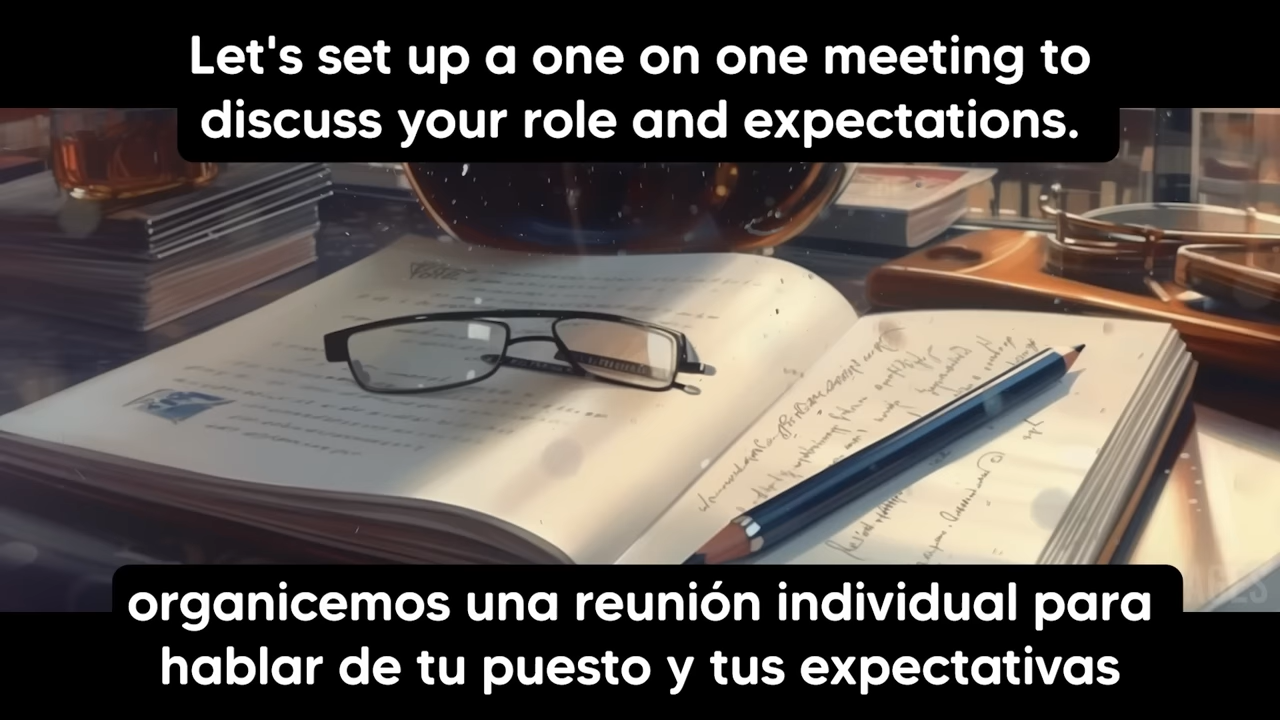 Let's set up a one on one meeting to
discuss your role and expectations.
organicemos una reunión individual para
hablar de tu puesto y tus expectativas